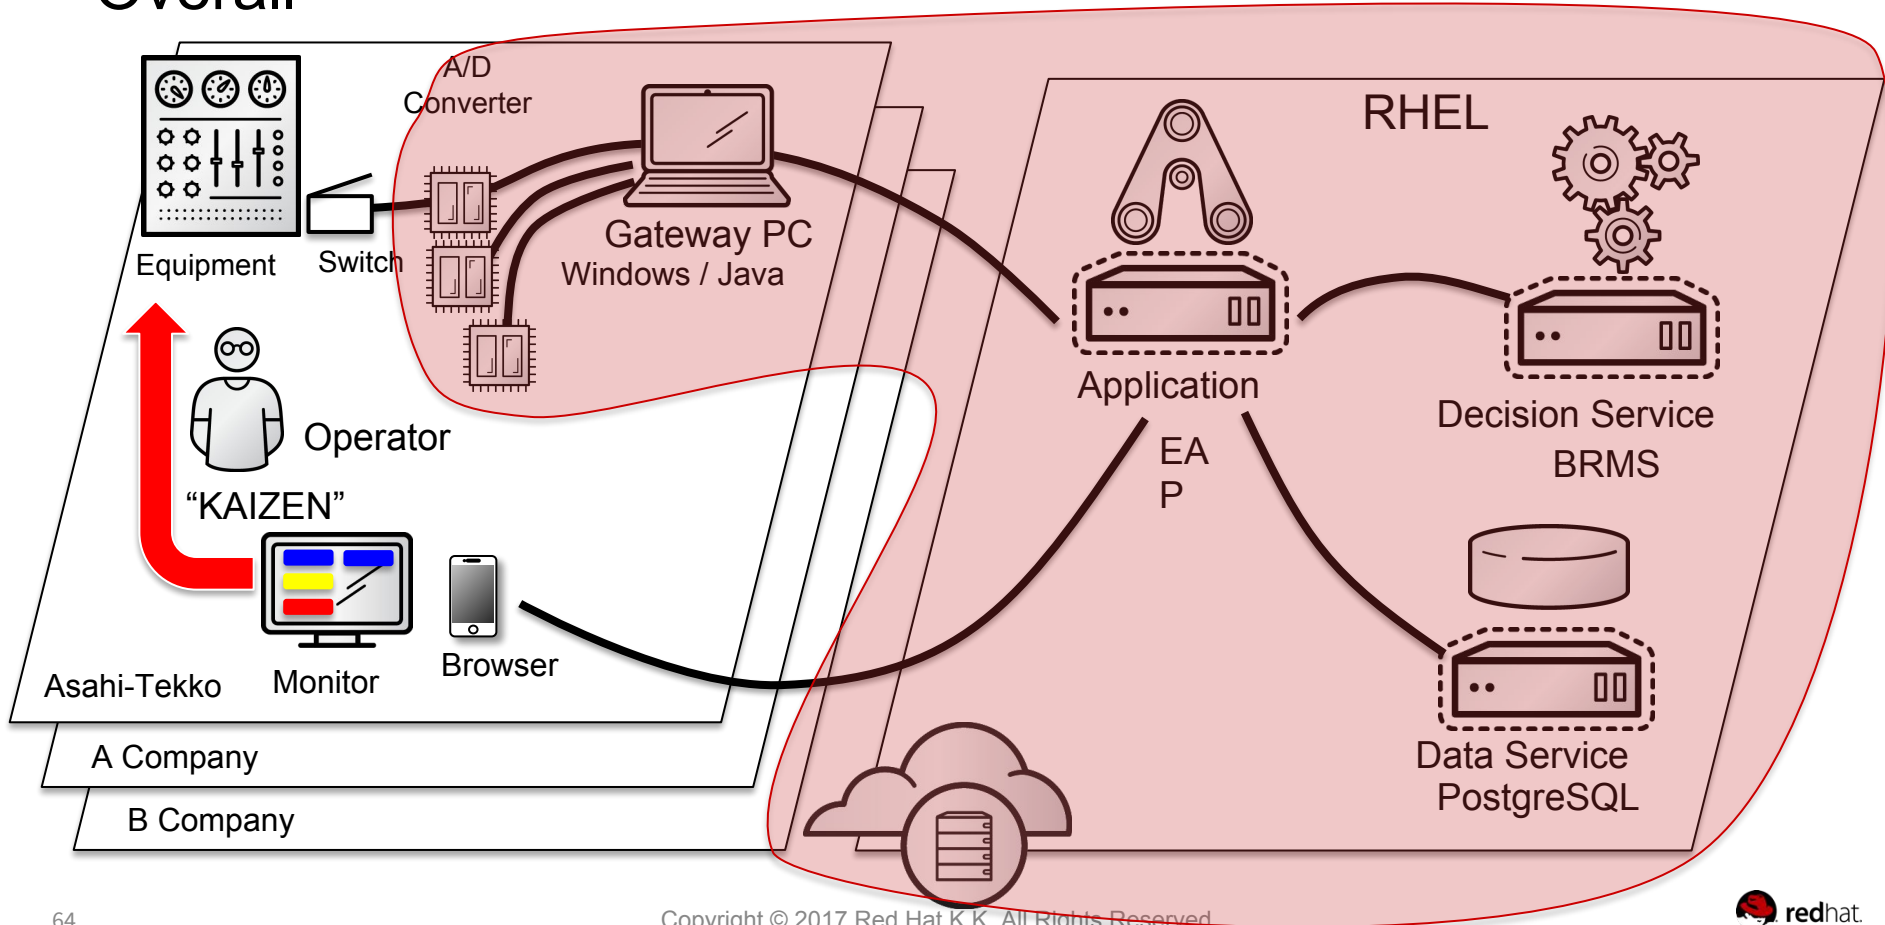 Overall
A/D
Converter
RHEL
Equipment
Switch
Gateway PC
Windows / Java
Application
EA
P
Decision Service
BRMS
Operator
“KAIZEN”
Monitor
Browser
Asahi-Tekko
A Company
B Company
Data Service
PostgreSQL
64
Copyright © 2017 Red Hat K.K. All Rights Reserved.
redhat.